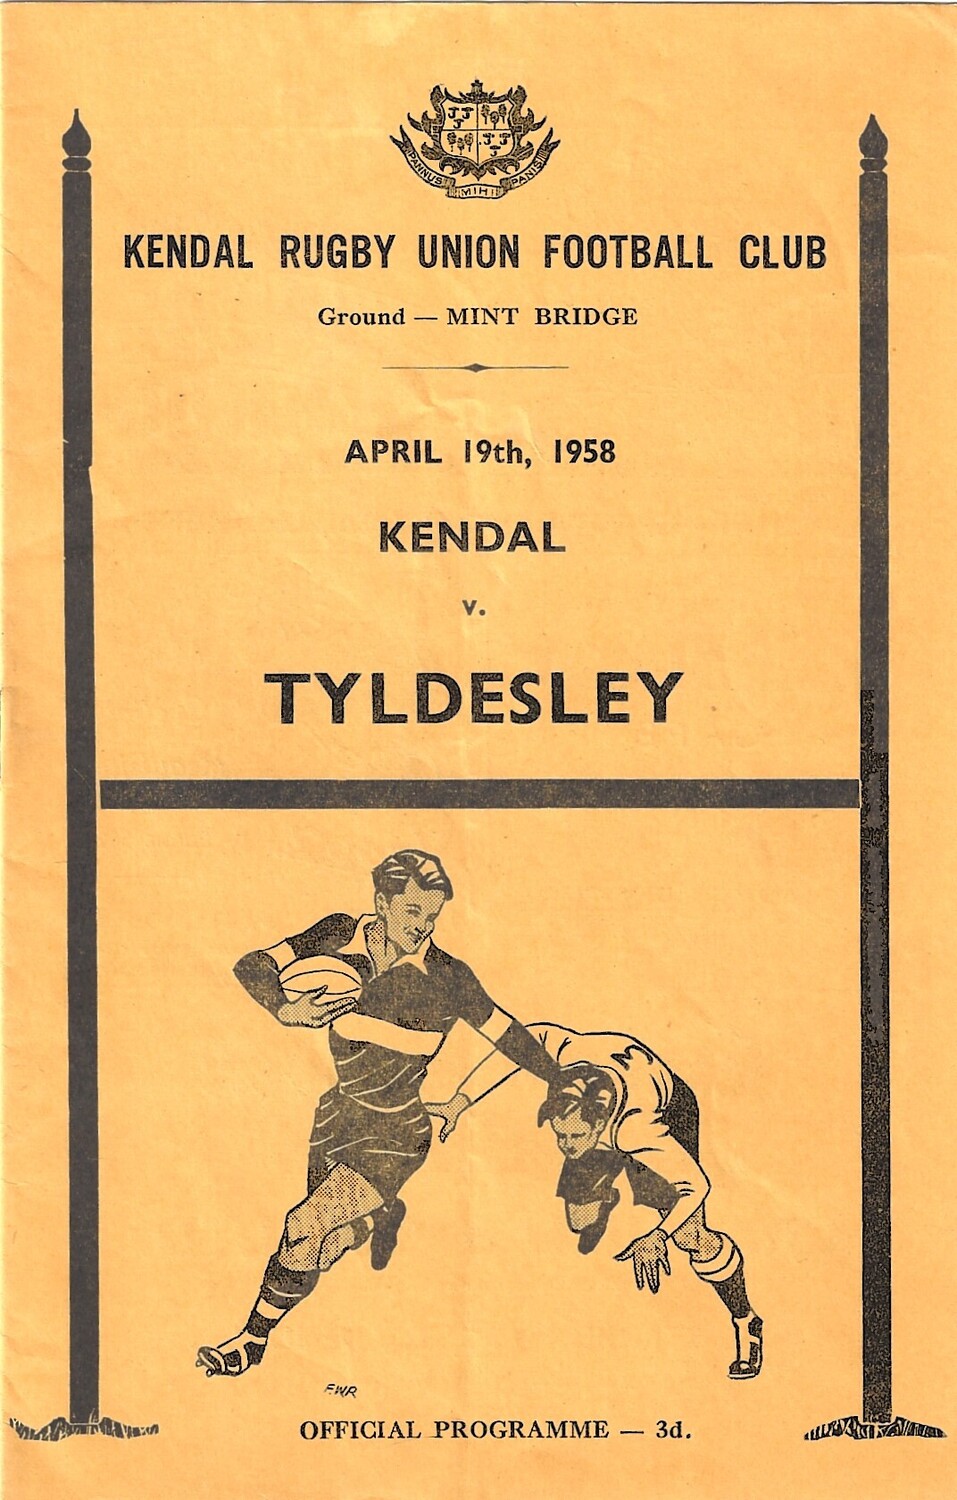 PANNUS MIHI PANIS
KENDAL RUGBY UNION FOOTBALL CLUB
Ground — MINT BRIDGE
APRIL 19th, 1958
KENDAL
v.
TYLDESLEY
FWR
OFFICIAL PROGRAMME — 3d.